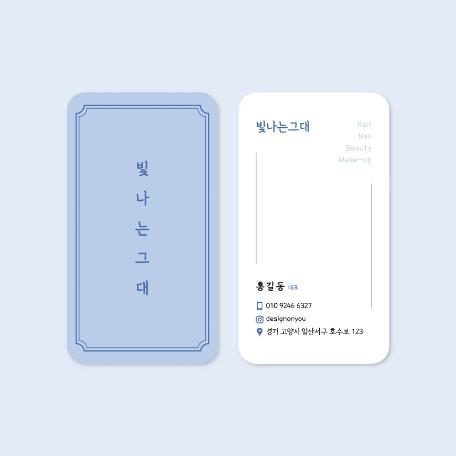 빛
나
는
그
대
빛나는그대
Hair
Nail
Beauty
Make-up
홍길동 대표
010 9246 6327
designonyou
경기 고양시 일산서구 호수로 123